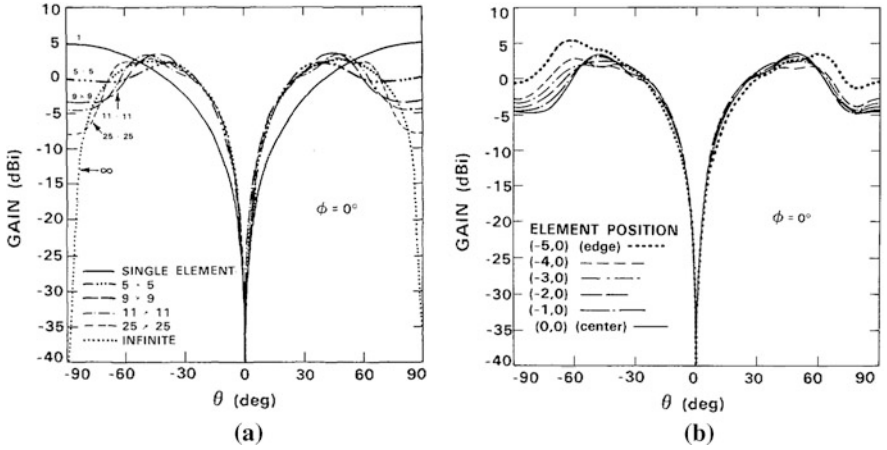 10
5
0
-5
-10
-15
-20
-25
-30
-35
-40
GAIN (dBi)
1
5 × 5
9 × 9
11 × 11
25 × 25
∞
ϕ = 0°
SINGLE ELEMENT
5 × 5
9 × 9
11 × 11
25 × 25
INFINITE
-90 -60 -30 0 30 60 90
θ (deg)
(a)
10
5
0
-5
-10
-15
-20
-25
-30
-35
-40
GAIN (dBi)
ϕ = 0°
ELEMENT POSITION
(-5,0) (edge)
(-4,0)
(-3,0)
(-2,0)
(-1,0)
(0,0) (center)
-90 -60 -30 0 30 60 90
θ (deg)
(b)